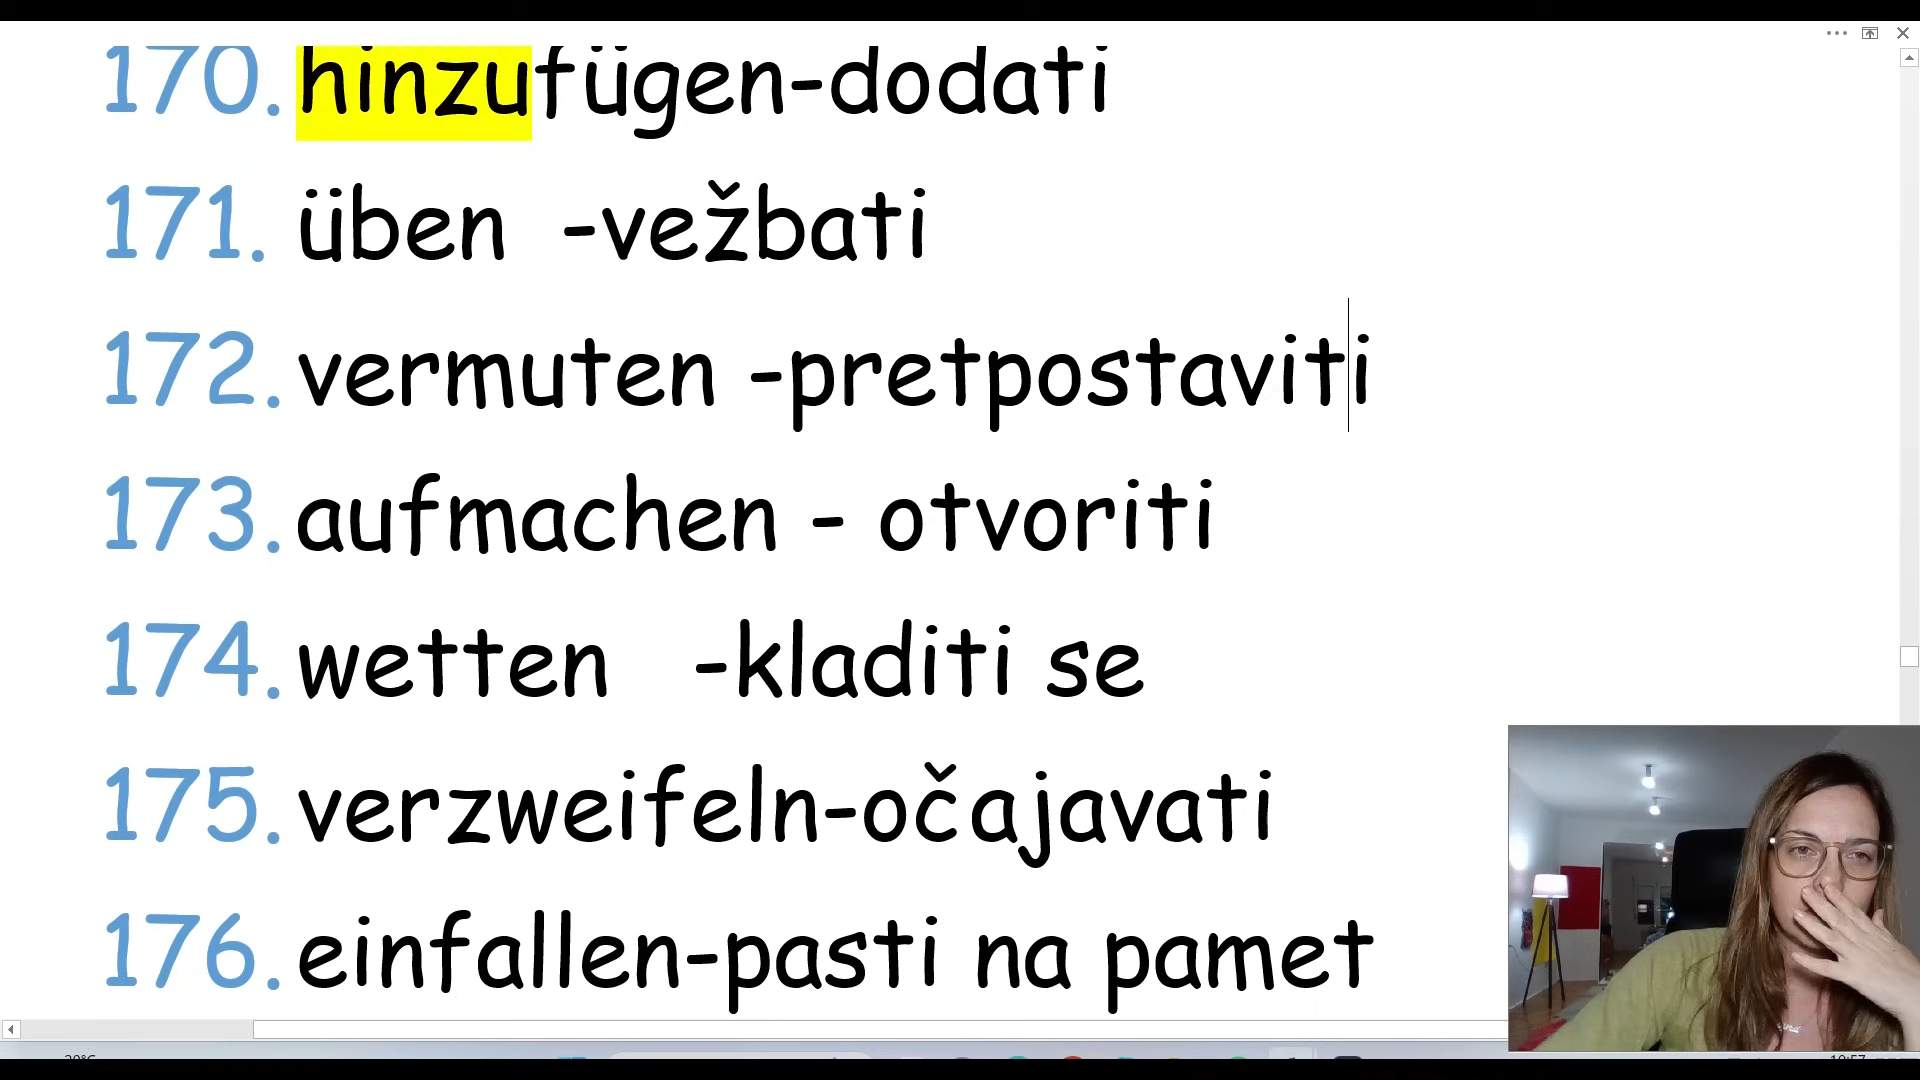 170. hinzufügen-dodati
171. üben -vežbati
172. vermuten -pretpostaviti
173. aufmachen - otvoriti
174. wetten -kladiti se
175. verzweifeln-očajavati
176. einfallen-pasti na pamet